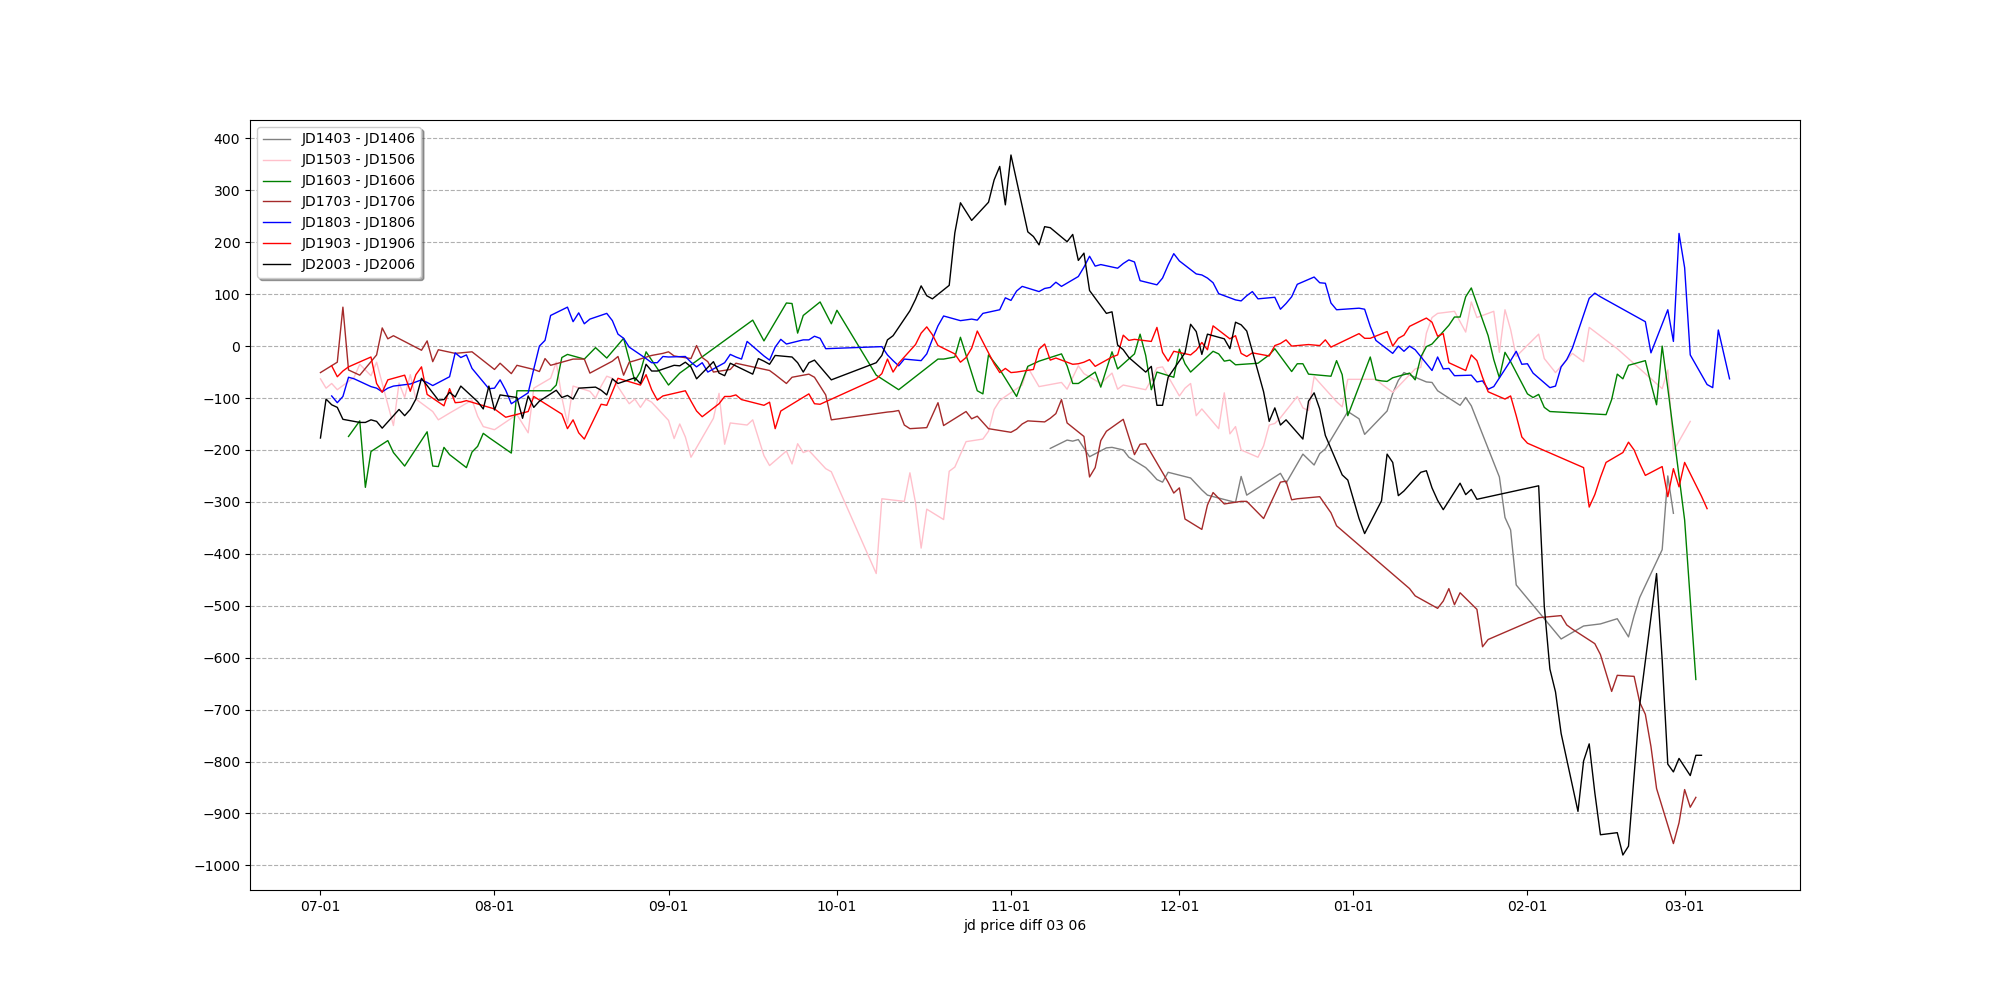 JD1403 - JD1406
JD1503 - JD1506
JD1603 - JD1606
JD1703 - JD1706
JD1803 - JD1806
JD1903 - JD1906
JD2003 - JD2006
400
300
200
100
0
−100
−200
−300
−400
−500
−600
−700
−800
−900
−1000
07-01 08-01 09-01 10-01 11-01 12-01 01-01 02-01 03-01
jd price diff 03 06